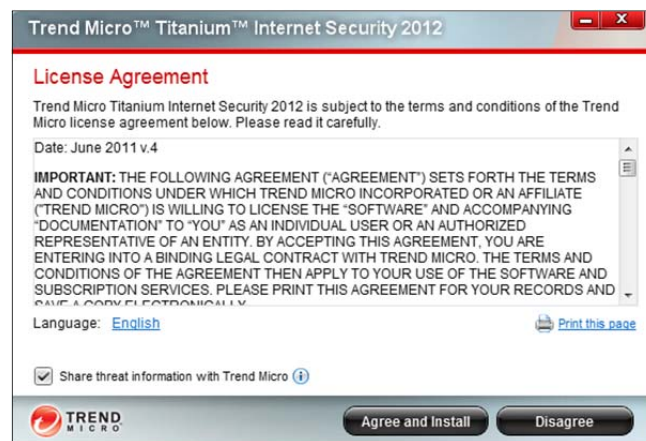 Trend Micro™ Titanium™ Internet Security 2012
License Agreement
Trend Micro Titanium Internet Security 2012 is subject to the terms and conditions of the Trend
Micro license agreement below. Please read it carefully.
Date: June 2011 v.4
IMPORTANT: THE FOLLOWING AGREEMENT ("AGREEMENT") SETS FORTH THE TERMS
AND CONDITIONS UNDER WHICH TREND MICRO INCORPORATED OR AN AFFILIATE
("TREND MICRO") IS WILLING TO LICENSE THE "SOFTWARE" AND ACCOMPANYING
"DOCUMENTATION" TO "YOU" AS AN INDIVIDUAL USER OR AN AUTHORIZED
REPRESENTATIVE OF AN ENTITY. BY ACCEPTING THIS AGREEMENT, YOU ARE
ENTERING INTO A BINDING LEGAL CONTRACT WITH TREND MICRO. THE TERMS AND
CONDITIONS OF THE AGREEMENT THEN APPLY TO YOUR USE OF THE SOFTWARE AND
SUBSCRIPTION SERVICES. PLEASE PRINT THIS AGREEMENT FOR YOUR RECORDS AND
SAVE A COPY ELECTRONICALLY.
Language: English
Print this page
Share threat information with Trend Micro
TREND
MICRO
Agree and Install
Disagree